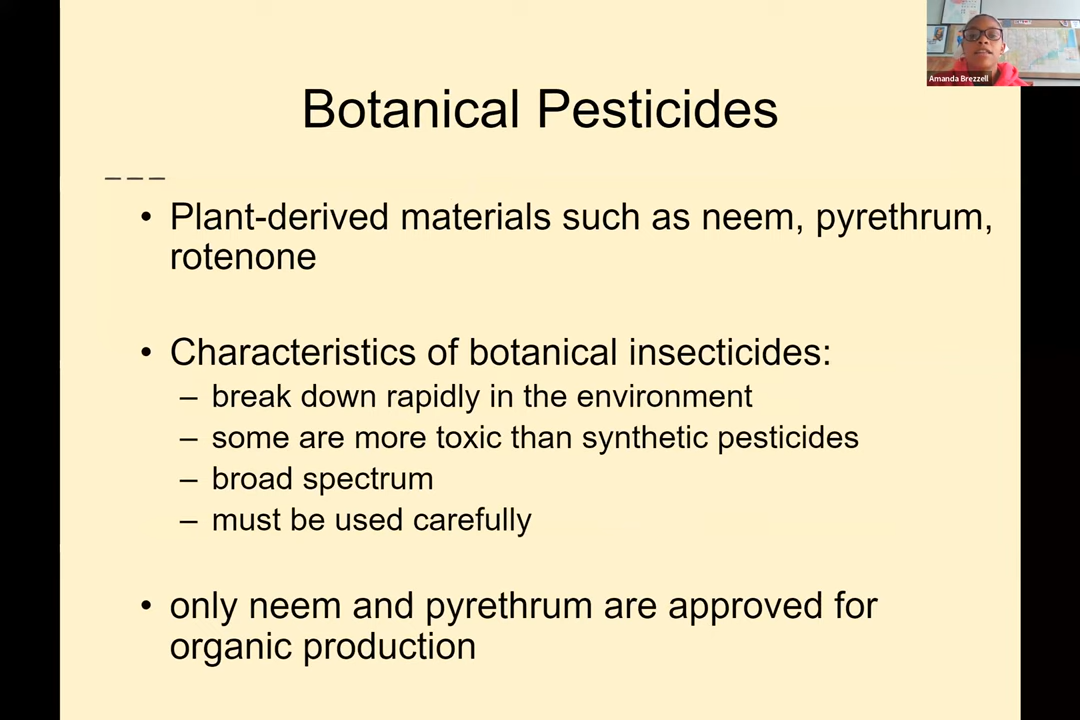 Amanda Brezzell
Botanical Pesticides
• Plant-derived materials such as neem, pyrethrum,
rotenone
• Characteristics of botanical insecticides:
– break down rapidly in the environment
– some are more toxic than synthetic pesticides
– broad spectrum
– must be used carefully
• only neem and pyrethrum are approved for
organic production